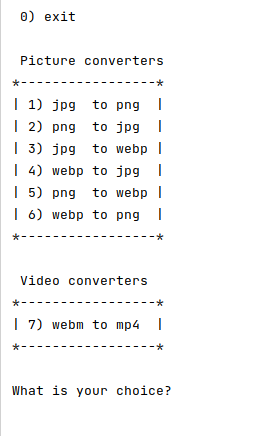 0) exit
Picture converters
*-----------------*
| 1) jpg  to png  |
| 2) png  to jpg  |
| 3) jpg  to webp |
| 4) webp to jpg  |
| 5) png  to webp |
| 6) webp to png  |
*-----------------*
Video converters
*-----------------*
| 7) webm to mp4  |
*-----------------*
What is your choice?